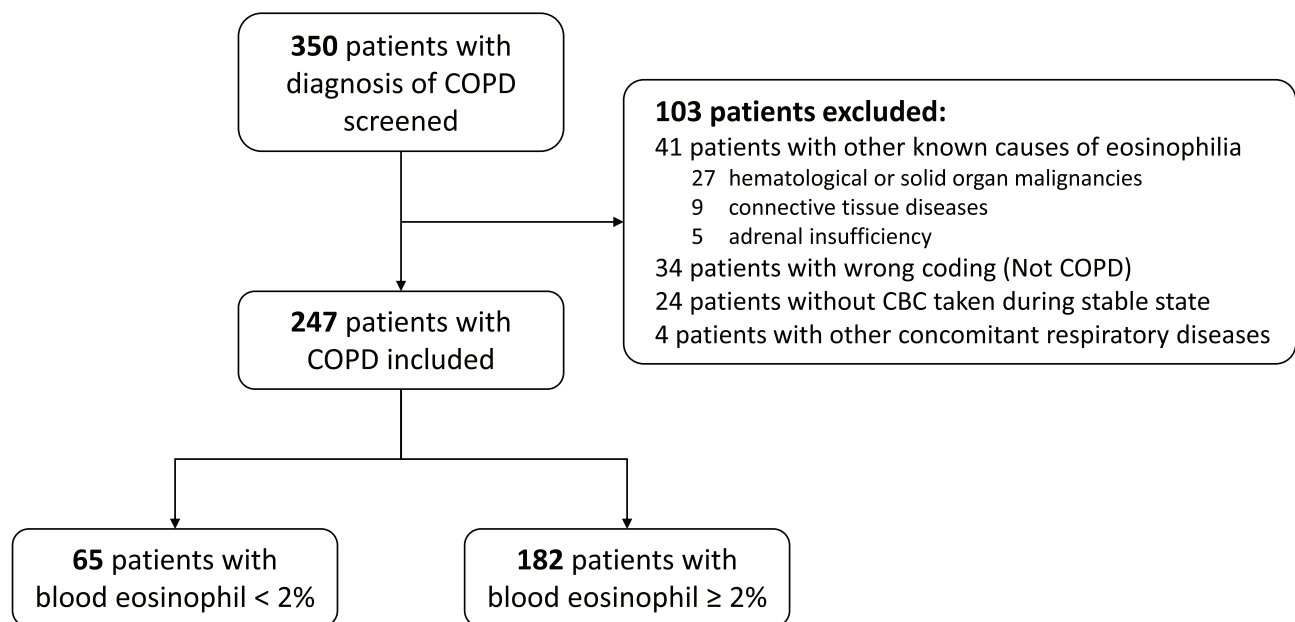 350 patients with
diagnosis of COPD
screened
103 patients excluded:
41 patients with other known causes of eosinophilia
27 hematological or solid organ malignancies
9 connective tissue diseases
5 adrenal insufficiency
34 patients with wrong coding (Not COPD)
24 patients without CBC taken during stable state
4 patients with other concomitant respiratory diseases
247 patients with
COPD included
65 patients with
blood eosinophil < 2%
182 patients with
blood eosinophil ≥ 2%